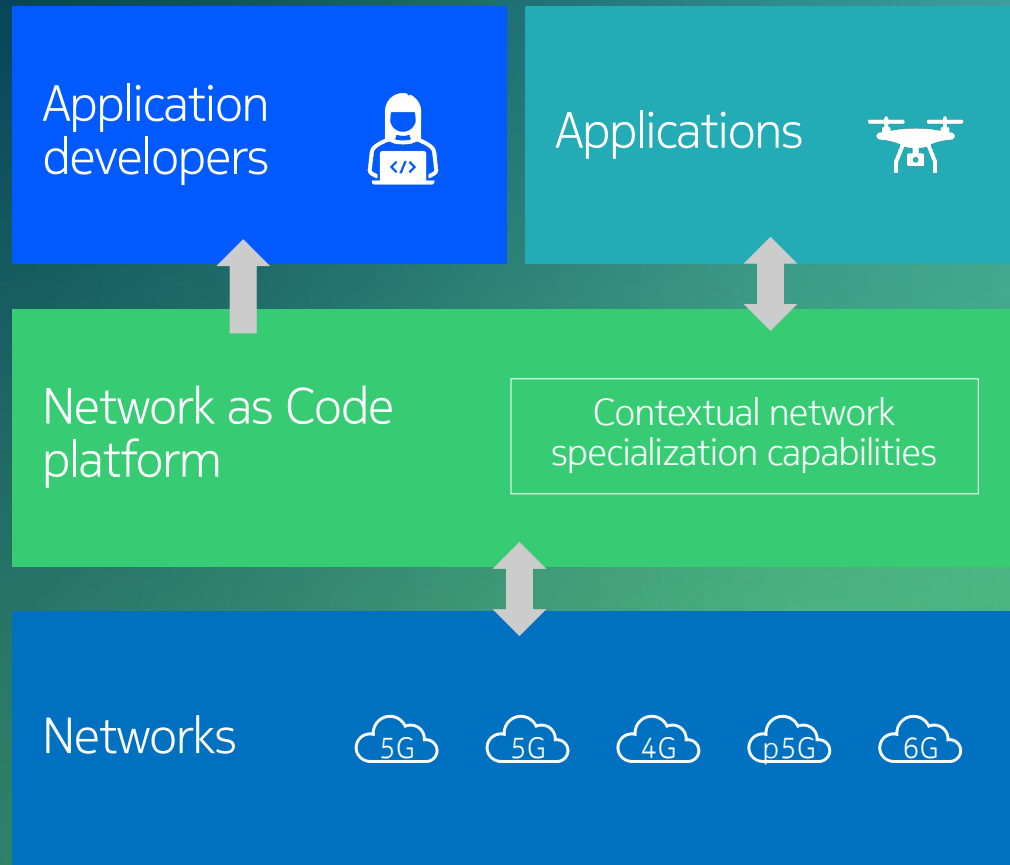 Application
developers
</>
Applications
Network as Code
platform
Contextual network
specialization capabilities
Networks
5G
5G
4G
p5G
6G